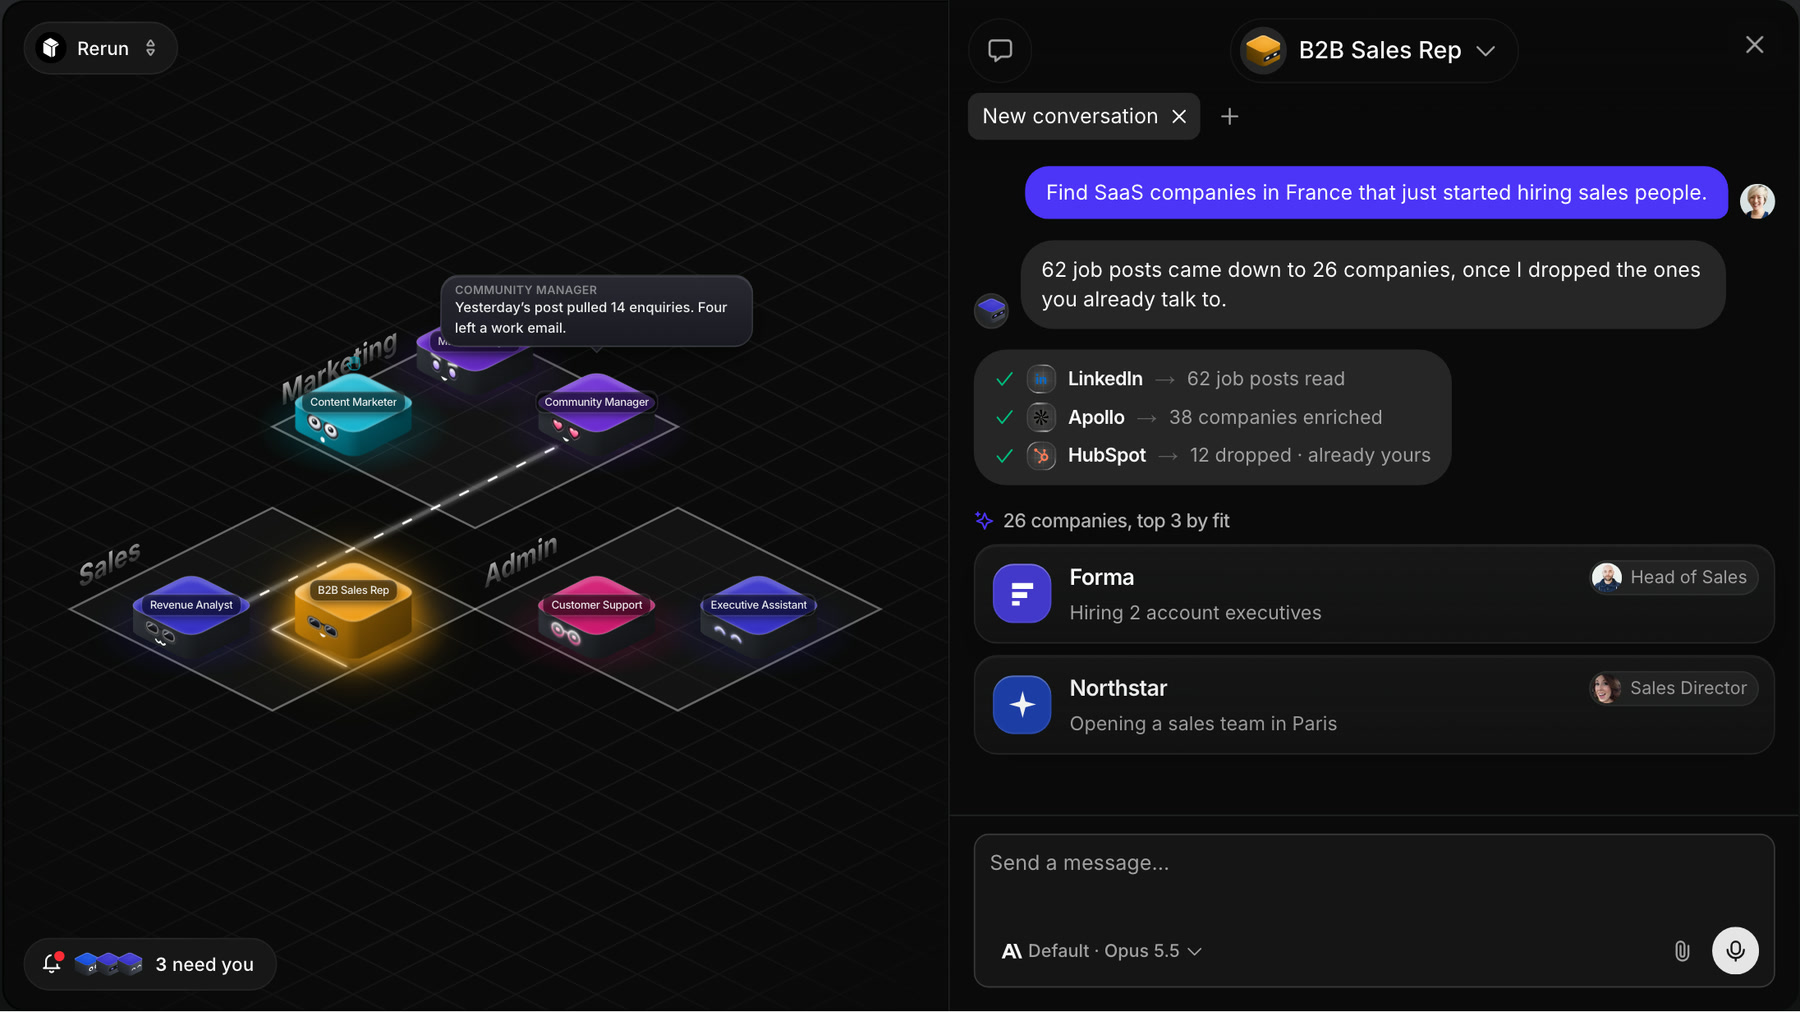 Rerun
COMMUNITY MANAGER
Yesterday’s post pulled 14 enquiries. Four
left a work email.
Marketing
Content Marketer
Community Manager
Sales
Revenue Analyst
B2B Sales Rep
Admin
Customer Support
Executive Assistant
3 need you
B2B Sales Rep
New conversation
Find SaaS companies in France that just started hiring sales people.
62 job posts came down to 26 companies, once I dropped the ones
you already talk to.
LinkedIn → 62 job posts read
Apollo → 38 companies enriched
HubSpot → 12 dropped · already yours
26 companies, top 3 by fit
Forma
Head of Sales
Hiring 2 account executives
Northstar
Sales Director
Opening a sales team in Paris
Send a message...
Default · Opus 5.5